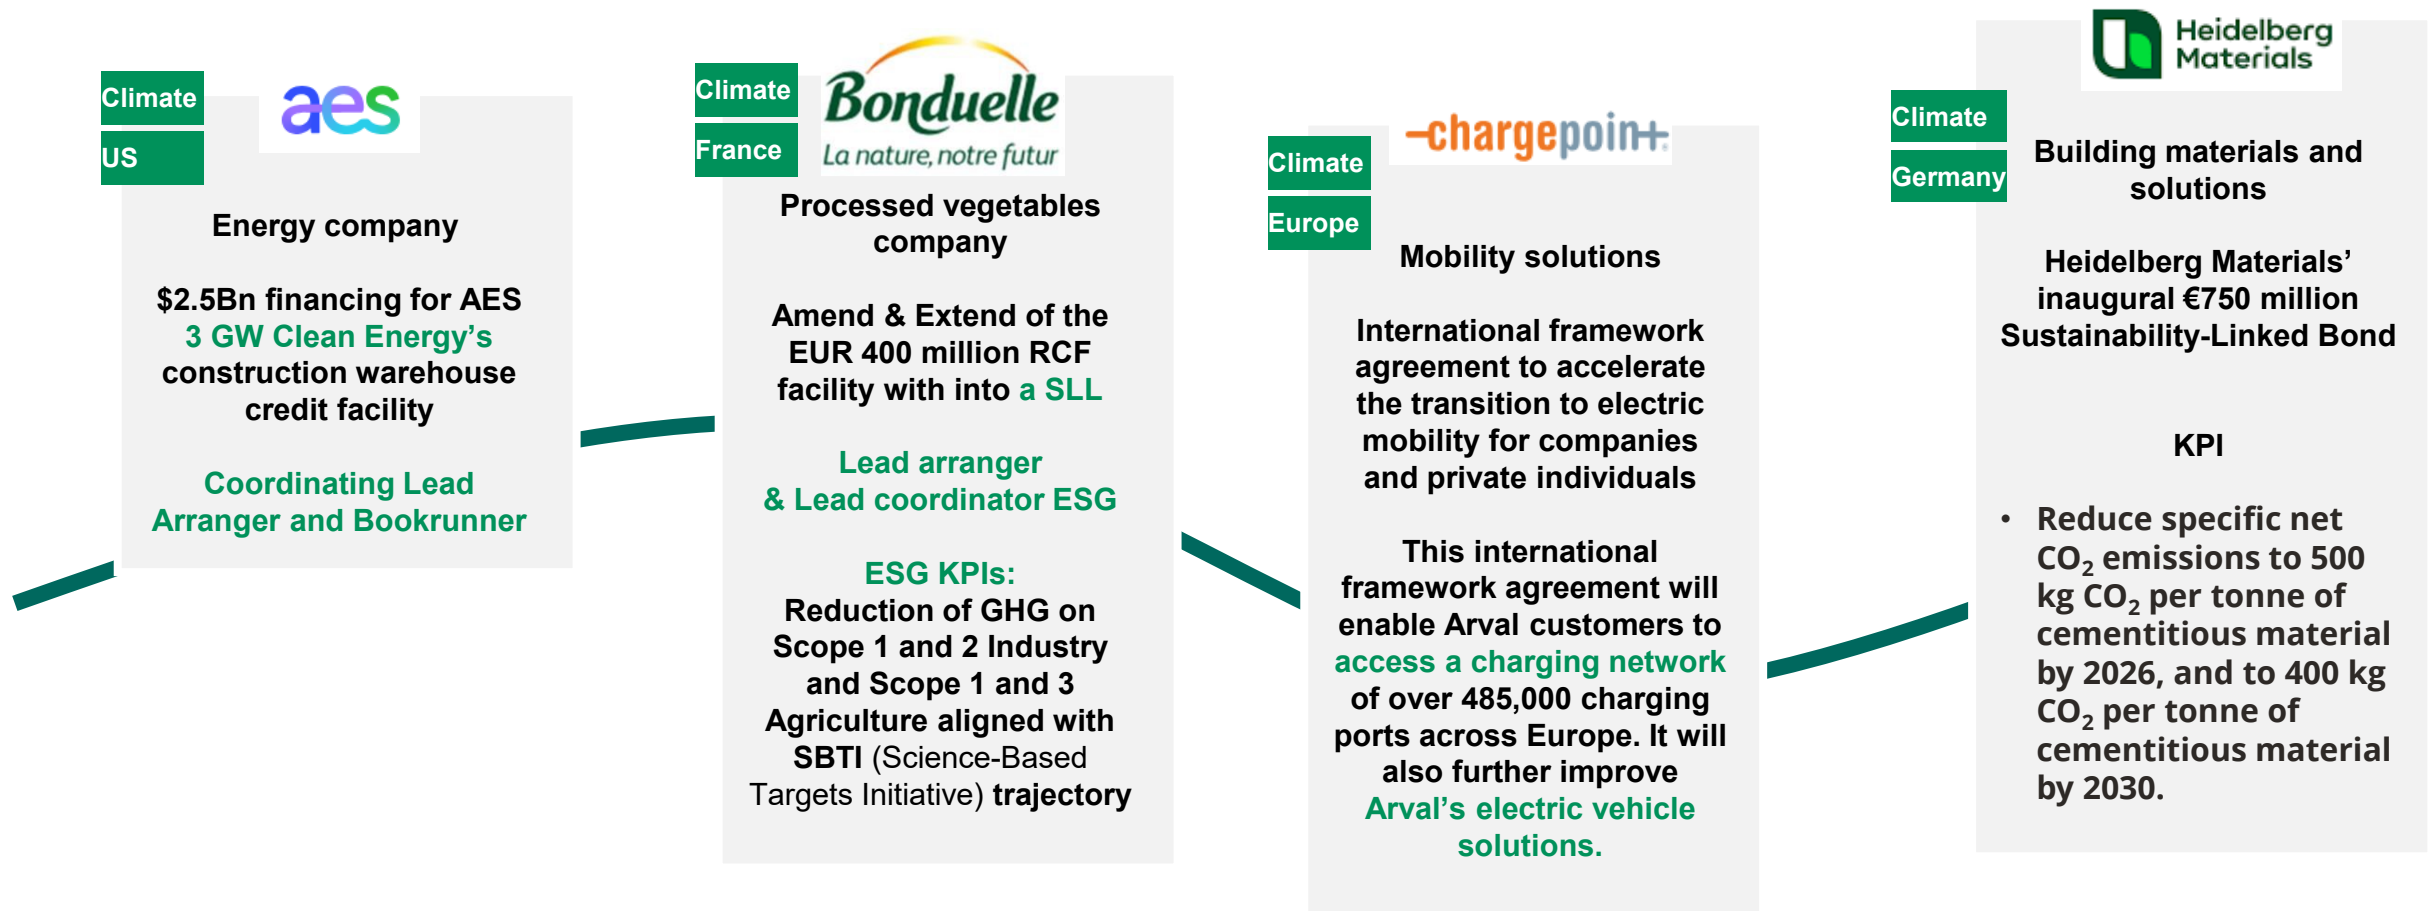 Climate
US
aes
Energy company
$2.5Bn financing for AES
3 GW Clean Energy’s
construction warehouse
credit facility
Coordinating Lead
Arranger and Bookrunner
Climate
France
Bonduelle
La nature, notre futur
Processed vegetables
company
Amend & Extend of the
EUR 400 million RCF
facility with into a SLL
Lead arranger
& Lead coordinator ESG
ESG KPIs:
Reduction of GHG on
Scope 1 and 2 Industry
and Scope 1 and 3
Agriculture aligned with
SBTI (Science-Based
Targets Initiative) trajectory
Climate
Europe
chargepoin+
Mobility solutions
International framework
agreement to accelerate
the transition to electric
mobility for companies
and private individuals
This international
framework agreement will
enable Arval customers to
access a charging network
of over 485,000 charging
ports across Europe. It will
also further improve
Arval’s electric vehicle
solutions.
Climate
Germany
Heidelberg
Materials
Building materials and
solutions
Heidelberg Materials’
inaugural €750 million
Sustainability-Linked Bond
KPI
• Reduce specific net
CO₂ emissions to 500
kg CO₂ per tonne of
cementitious material
by 2026, and to 400 kg
CO₂ per tonne of
cementitious material
by 2030.